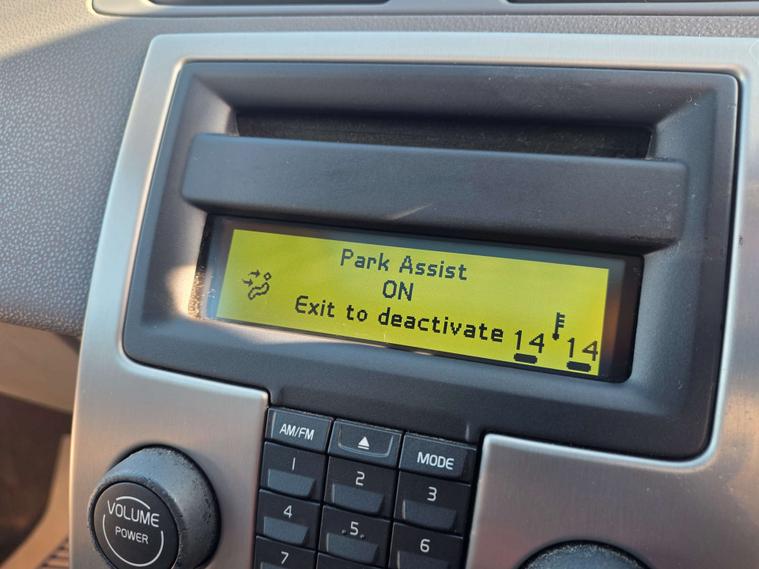 Park Assist
ON
Exit to deactivate
14 14
AM/FM
MODE
1 2 3
VOLUME
POWER
4 5 6
7